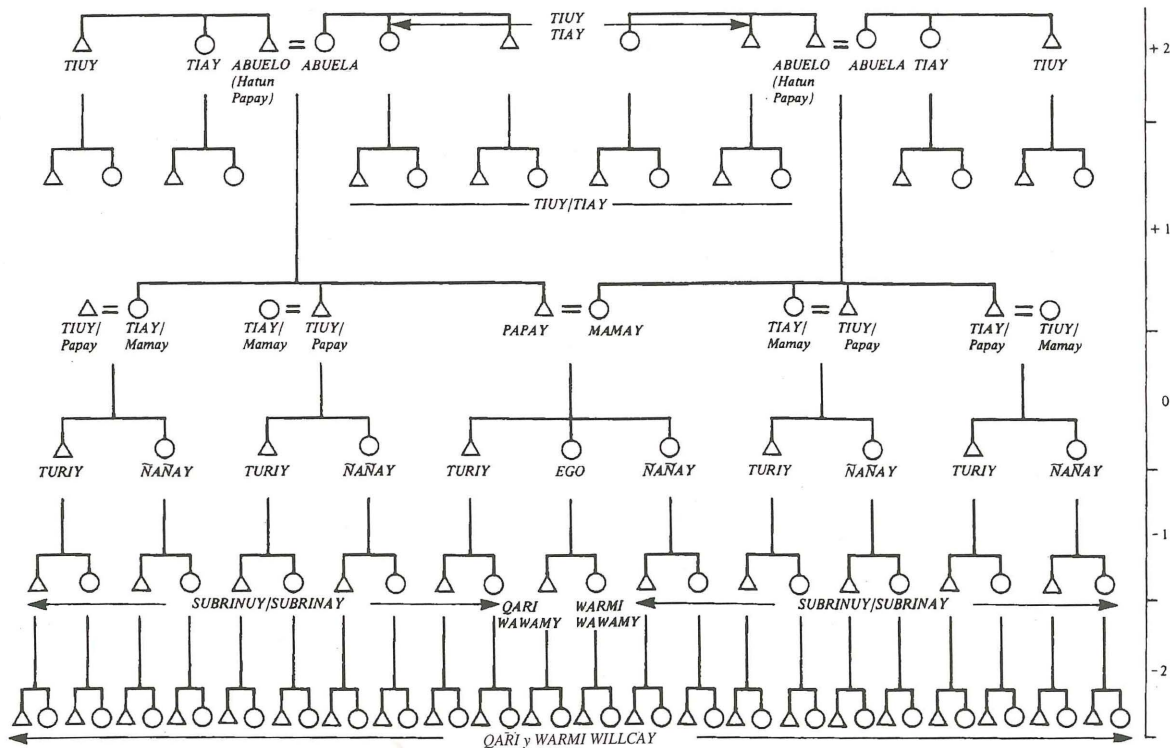 TIUY
TIAY
+ 2
TIUY
TIAY
ABUELO
(Hatun
Papay)
ABUELA
ABUELO
(Hatun
Papay)
ABUELA
TIAY
TIUY
TIUY/TIAY
+ 1
TIUY/
Papay
TIAY/
Mamay
TIAY/
Mamay
TIUY/
Papay
PAPAY
MAMAY
TIAY/
Mamay
TIUY/
Papay
TIAY/
Papay
TIUY/
Mamay
0
TURIY
ÑAÑAY
TURIY
ÑAÑAY
TURIY
EGO
ÑAÑAY
TURIY
ÑAÑAY
TURIY
ÑAÑAY
-1
SUBRINUY/SUBRINAY
QARI
WAWAMY
WARMI
WAWAMY
SUBRINUY/SUBRINAY
-2
QARI y WARMI WILLCAY